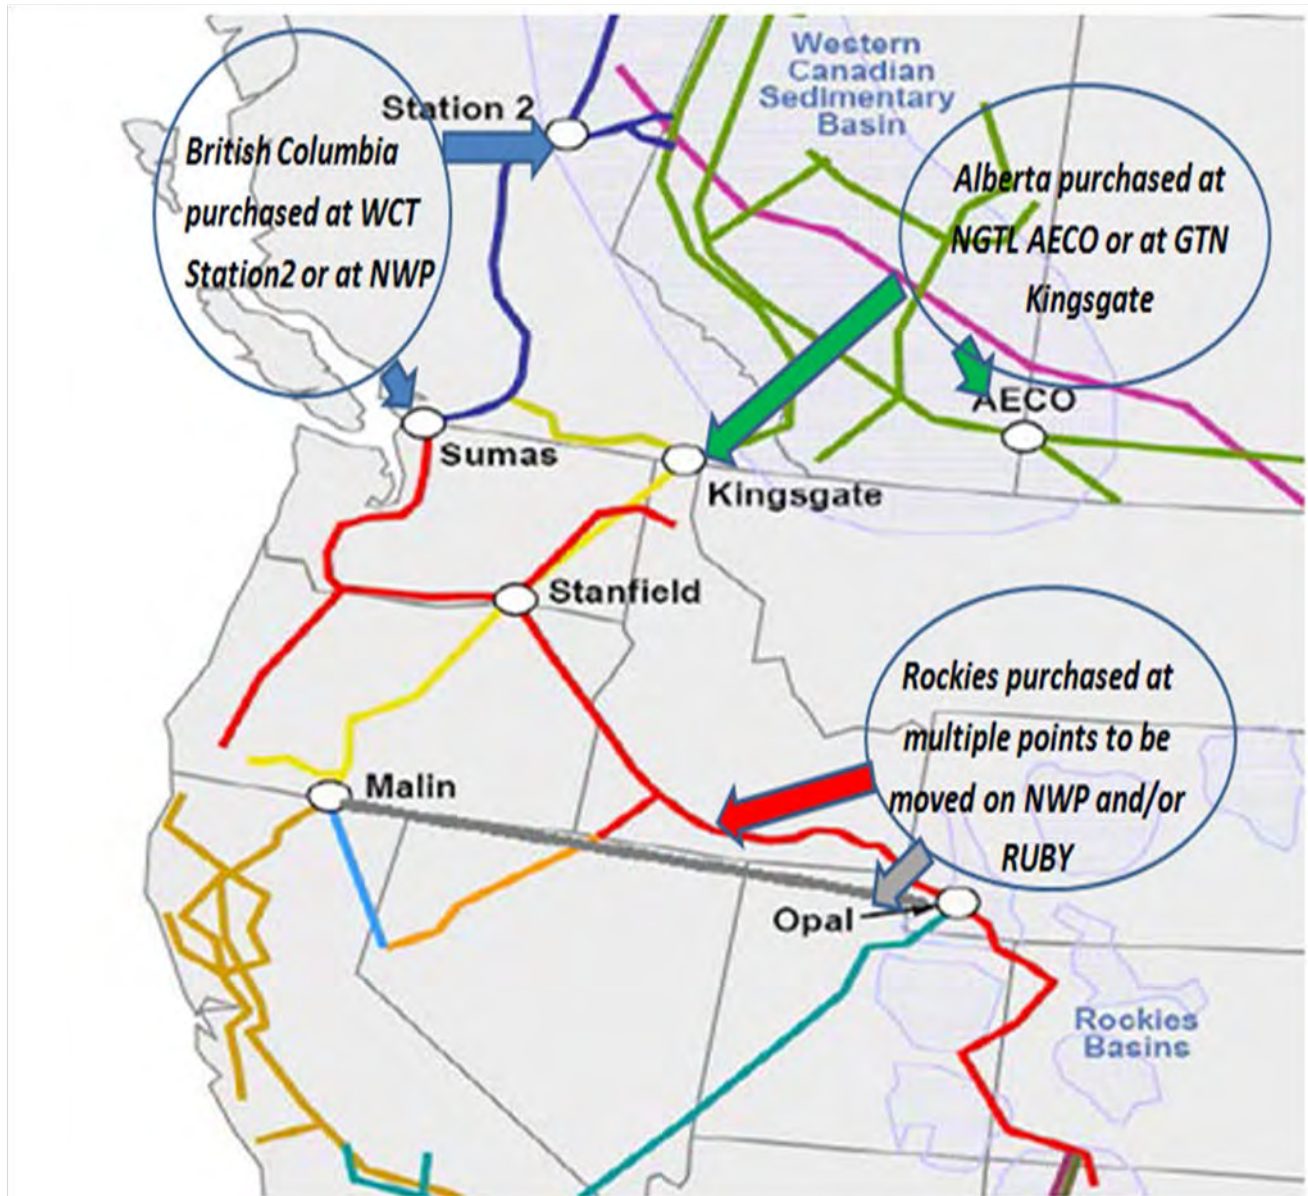 Western
Canadian
Sedimentary
Basin
Station 2
British Columbia
purchased at WCT
Station2 or at NWP
Alberta purchased at
NGTL AECO or at GTN
Kingsgate
AECO
Sumas
Kingsgate
Stanfield
Rockies purchased at
multiple points to be
moved on NWP and/or
RUBY
Malin
Opal
Rockies
Basins